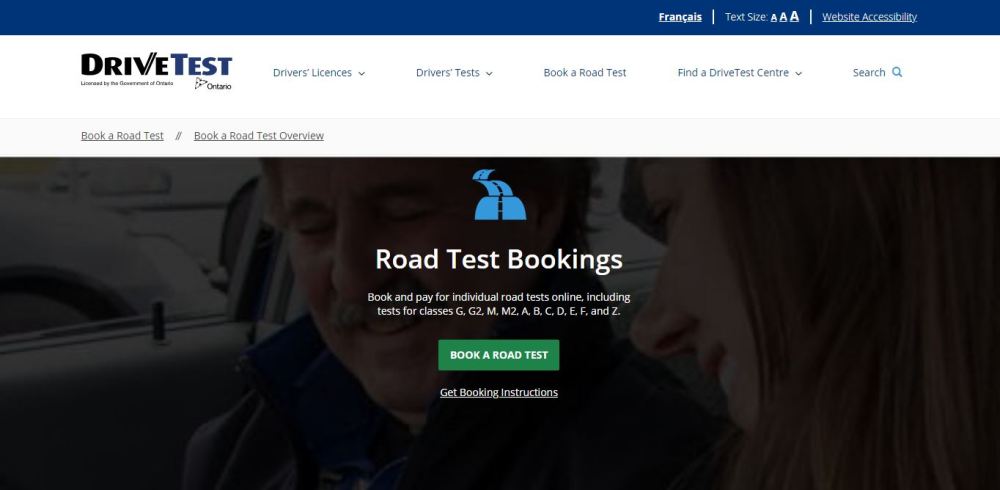 Français Text Size: A A A Website Accessibility
DRIVETEST
Licensed by the Government of Ontario
Ontario
Drivers' Licences Drivers' Tests Book a Road Test Find a DriveTest Centre Search
Book a Road Test // Book a Road Test Overview
Road Test Bookings
Book and pay for individual road tests online, including
tests for classes G, G2, M, M2, A, B, C, D, E, F, and Z.
BOOK A ROAD TEST
Get Booking Instructions